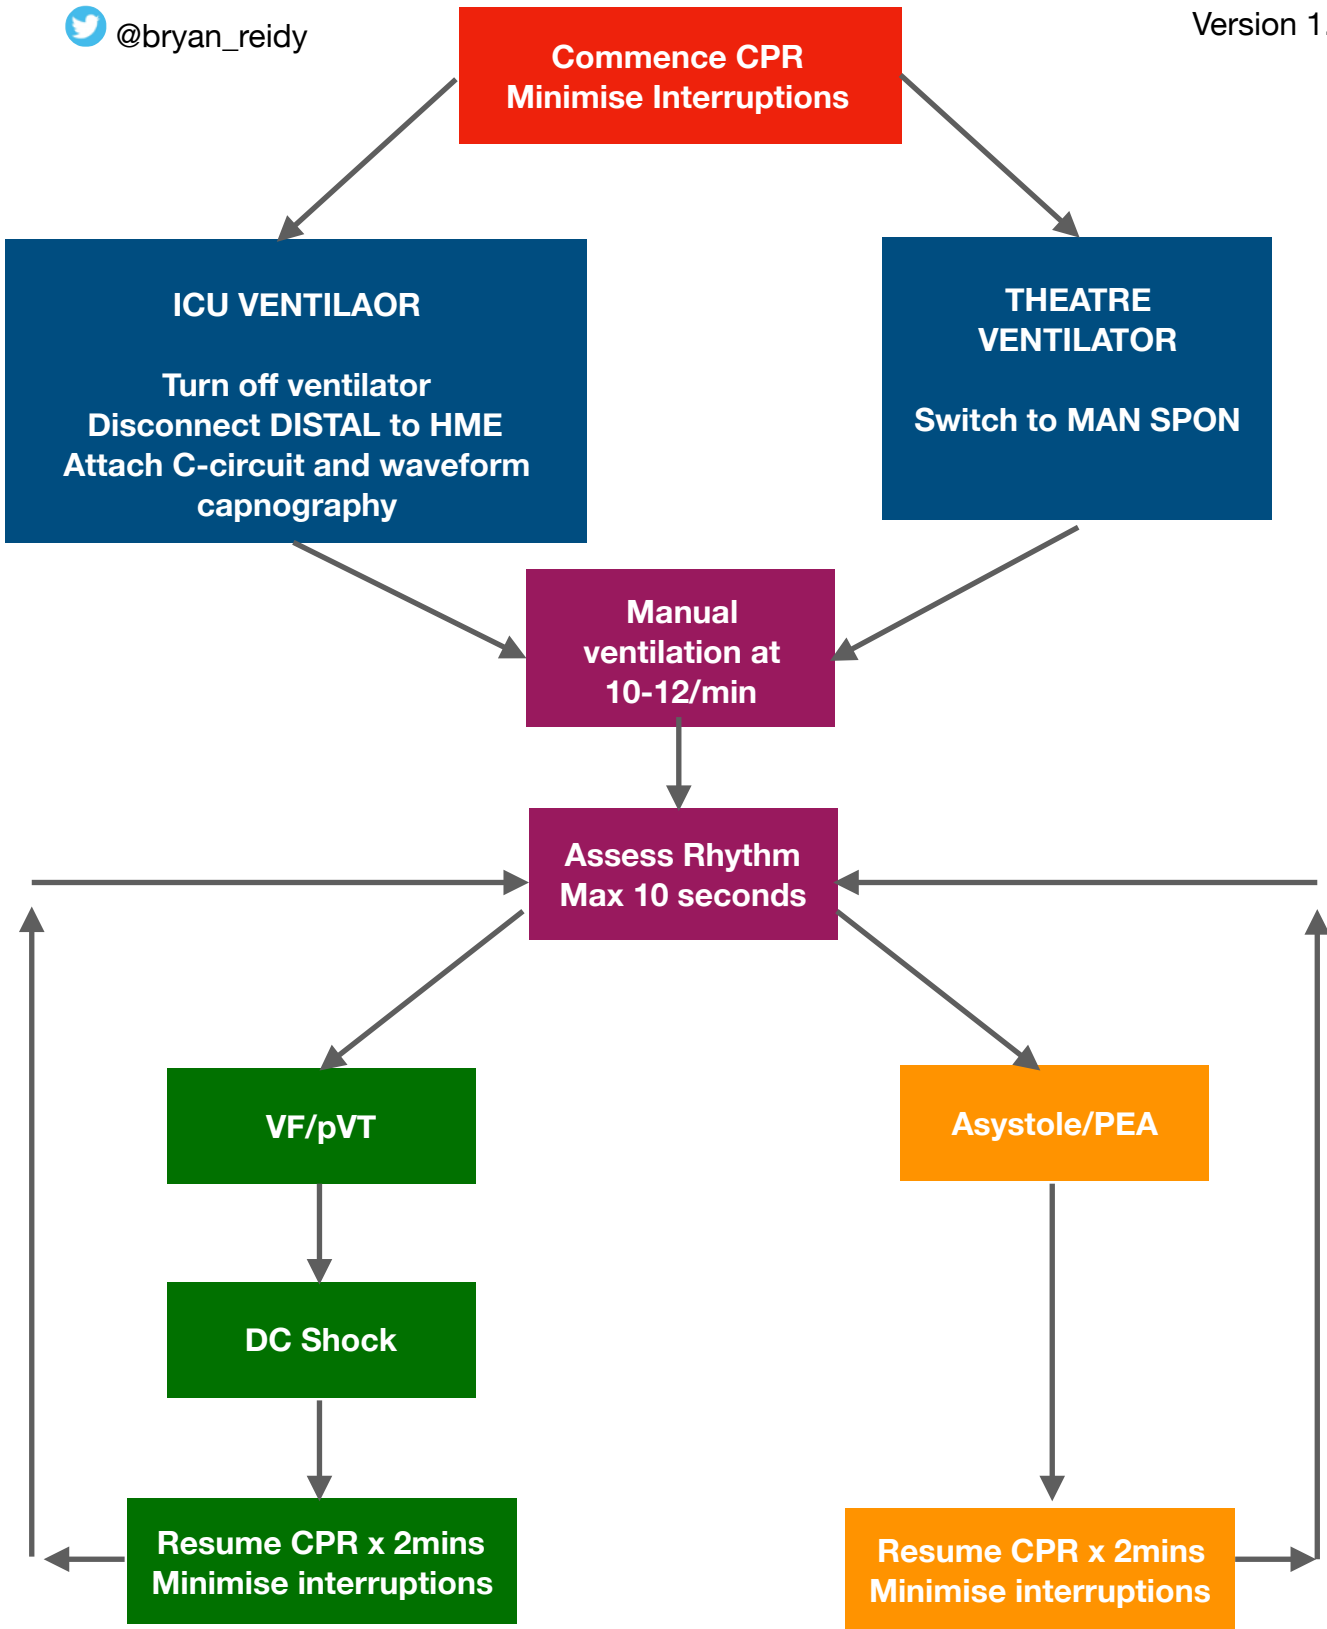 @bryan_reidy
Version 1.
Commence CPR
Minimise Interruptions
ICU VENTILAOR
Turn off ventilator
Disconnect DISTAL to HME
Attach C-circuit and waveform
capnography
THEATRE
VENTILATOR
Switch to MAN SPON
Manual
ventilation at
10-12/min
Assess Rhythm
Max 10 seconds
VF/pVT
Asystole/PEA
DC Shock
Resume CPR x 2mins
Minimise interruptions
Resume CPR x 2mins
Minimise interruptions